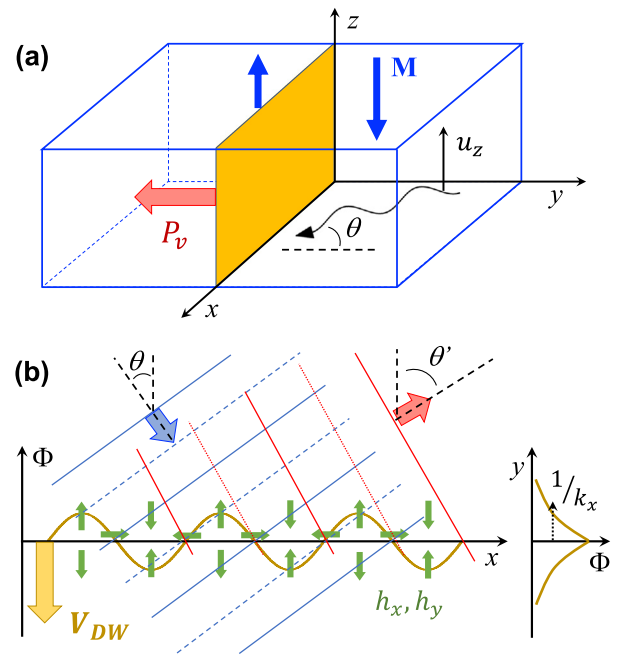 (a)
z
M
u_z
y
P_v
θ
x
(b)
θ
θ'
Φ
y
1/k_x
x
Φ
h_x, h_y
V_DW